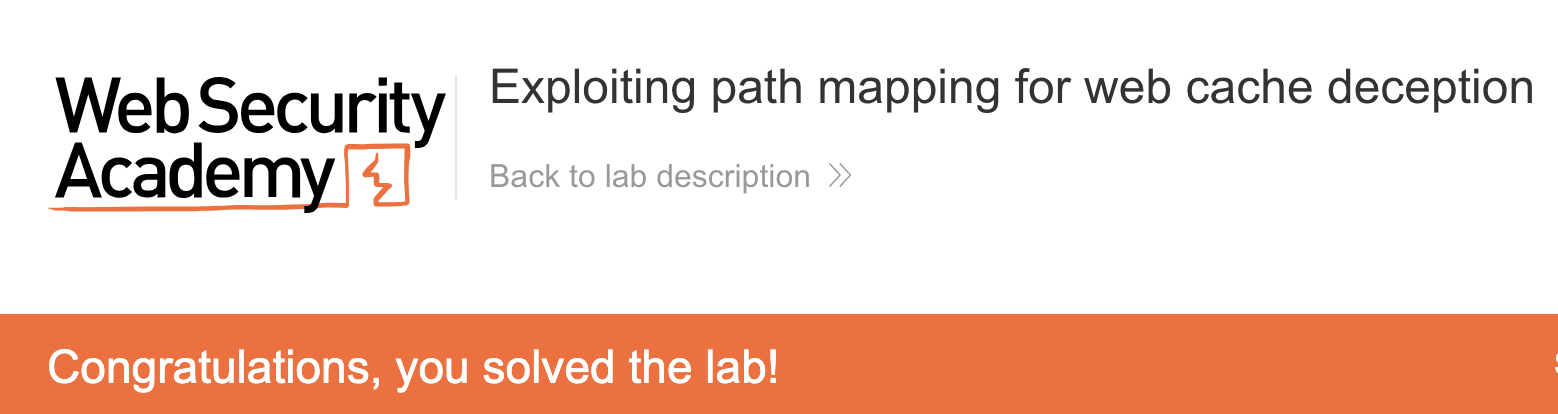 Web Security
Academy
Exploiting path mapping for web cache deception
Back to lab description
Congratulations, you solved the lab!